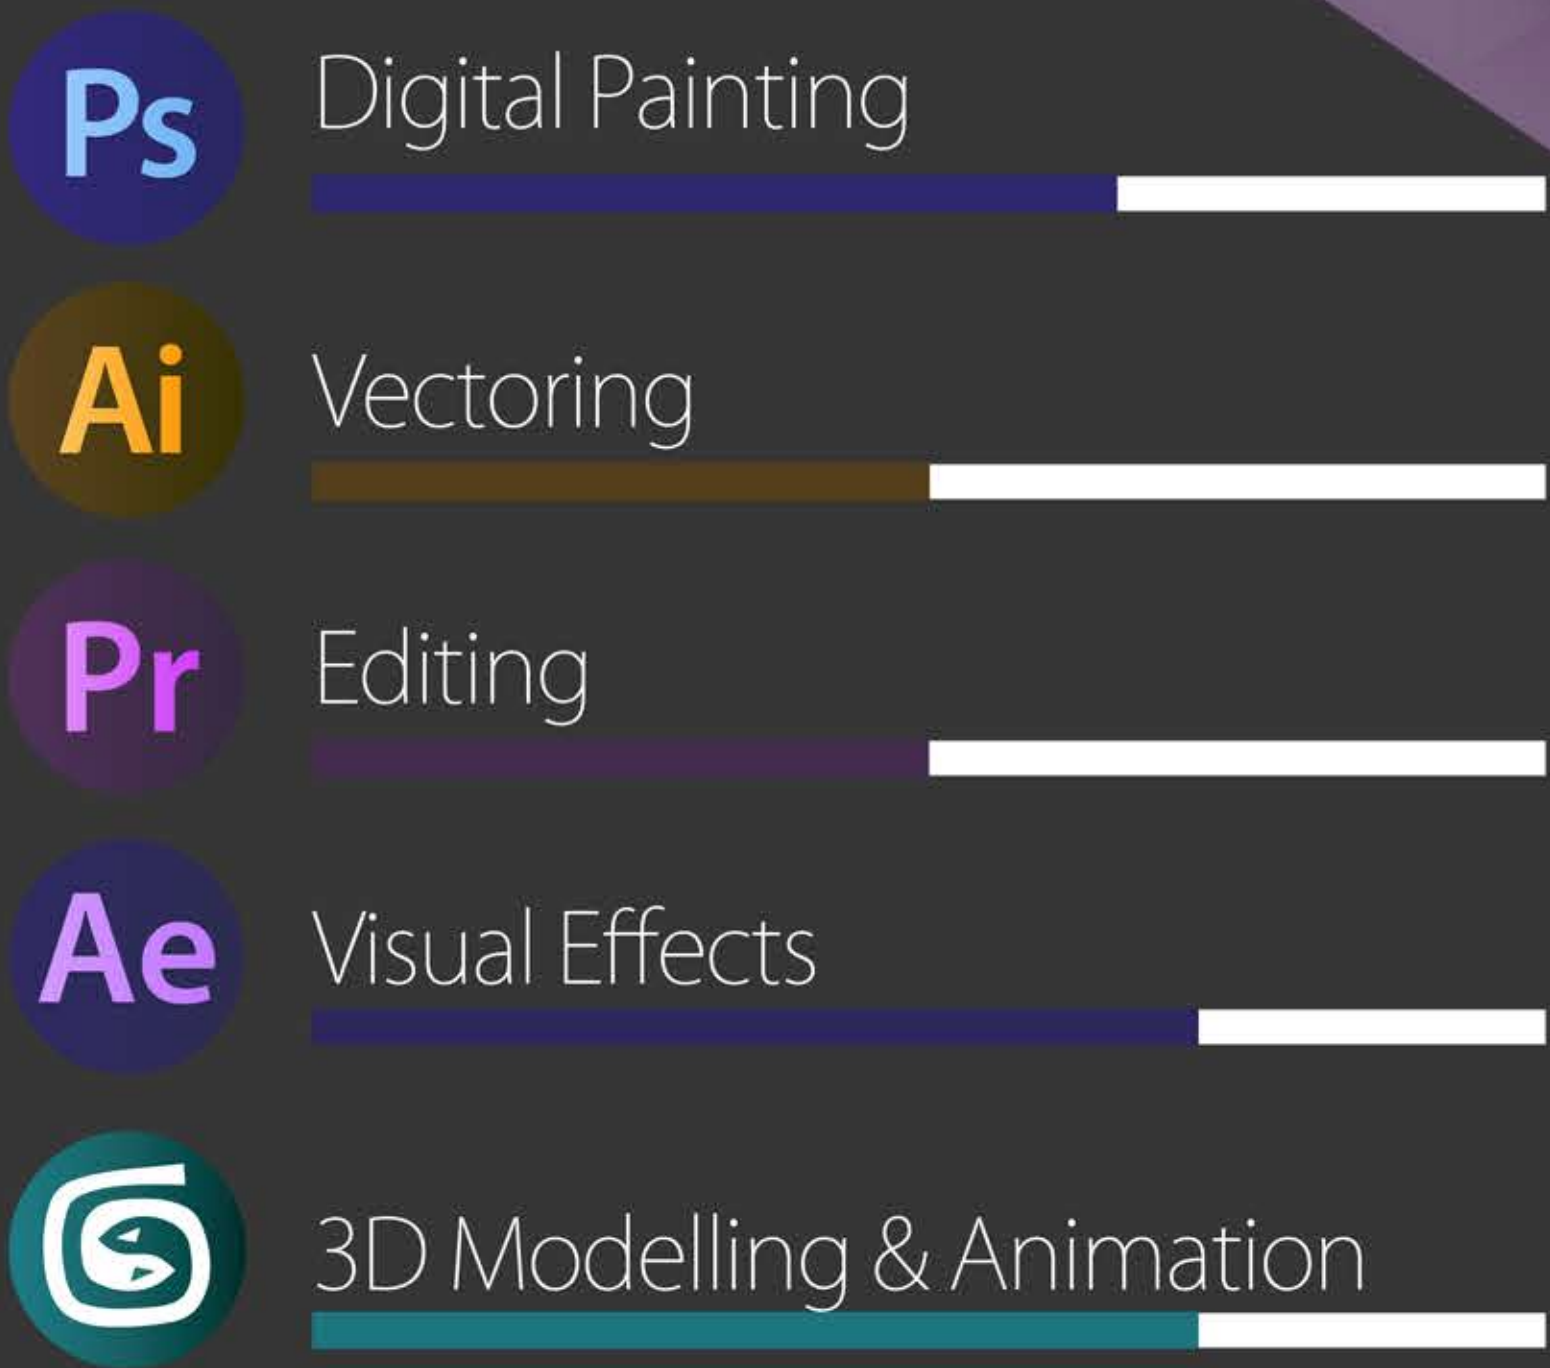 Ps
Digital Painting
Ai
Vectoring
Pr
Editing
Ae
Visual Effects
3D Modelling & Animation